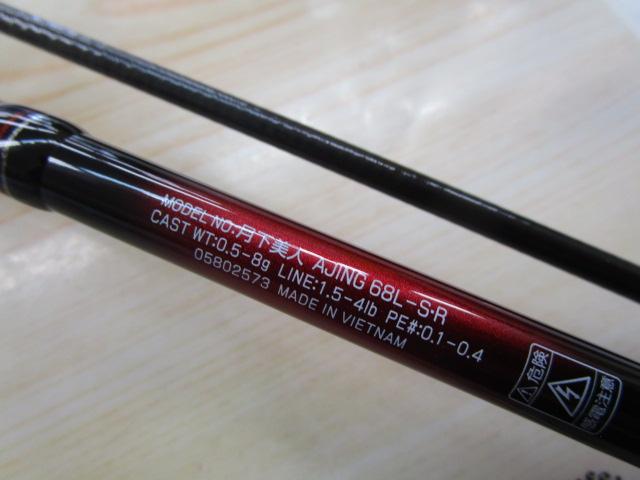 MODEL NO.:月下美人 AJING 68L-S・R
CAST WT:0.5-8g LINE:1.5-4lb PE#:0.1-0.4
05802573 MADE IN VIETNAM
危険
感電注意